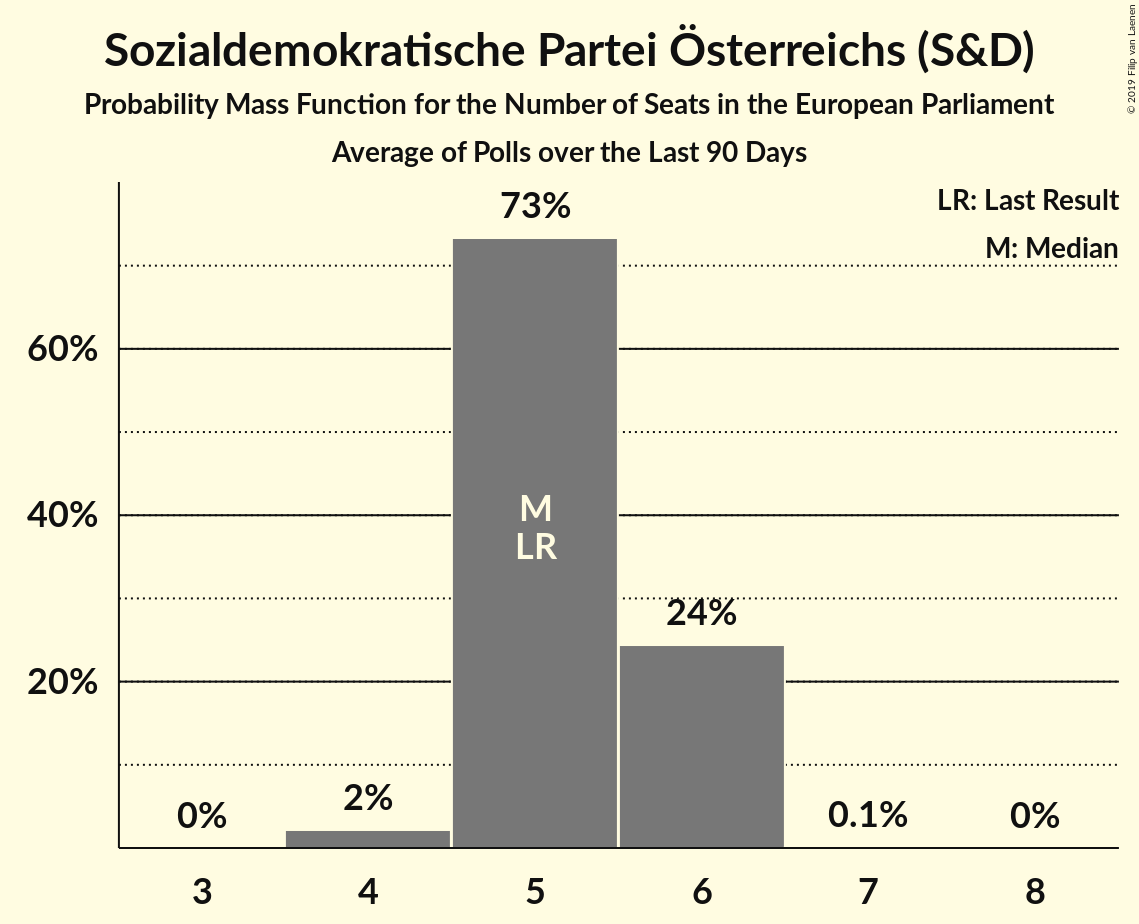 Sozialdemokratische Partei Österreichs (S&D)
Probability Mass Function for the Number of Seats in the European Parliament
Average of Polls over the Last 90 Days
© 2019 Filip van Laenen
LR: Last Result
M: Median
73%
60%
40%
20%
M
LR
24%
0%
2%
0.1%
0%
3 4 5 6 7 8